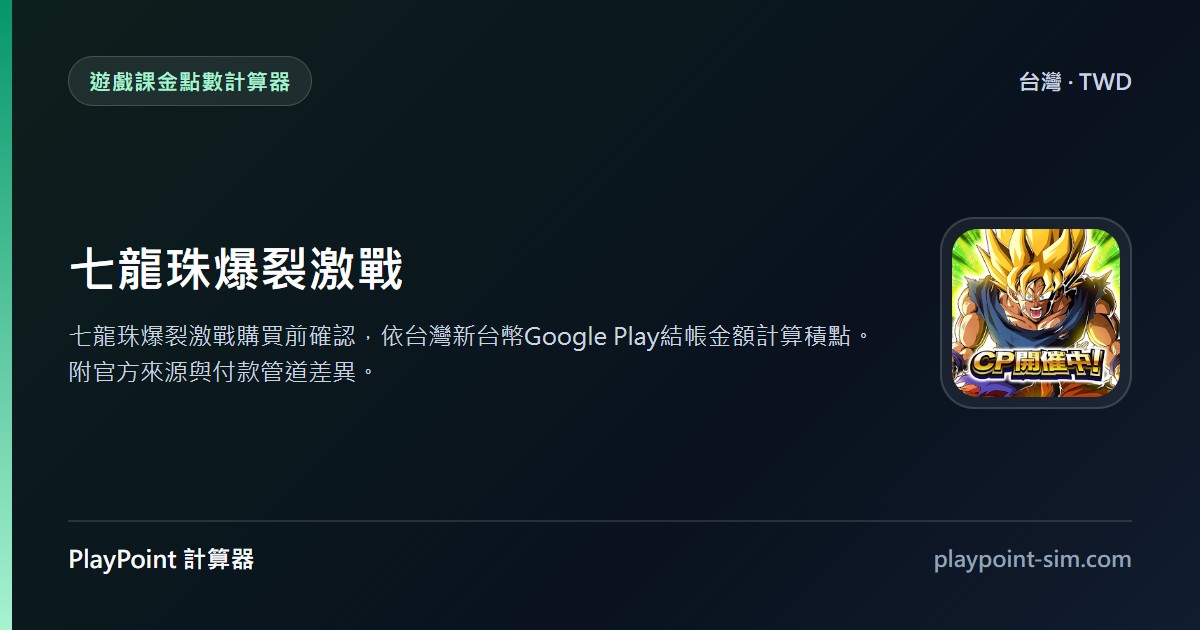 遊戲課金點數計算器
台灣 · TWD
七龍珠爆裂激戰
七龍珠爆裂激戰購買前確認，依台灣新台幣Google Play結帳金額計算積點。
附官方來源與付款管道差異。
CP開催中!
PlayPoint 計算器
playpoint-sim.com